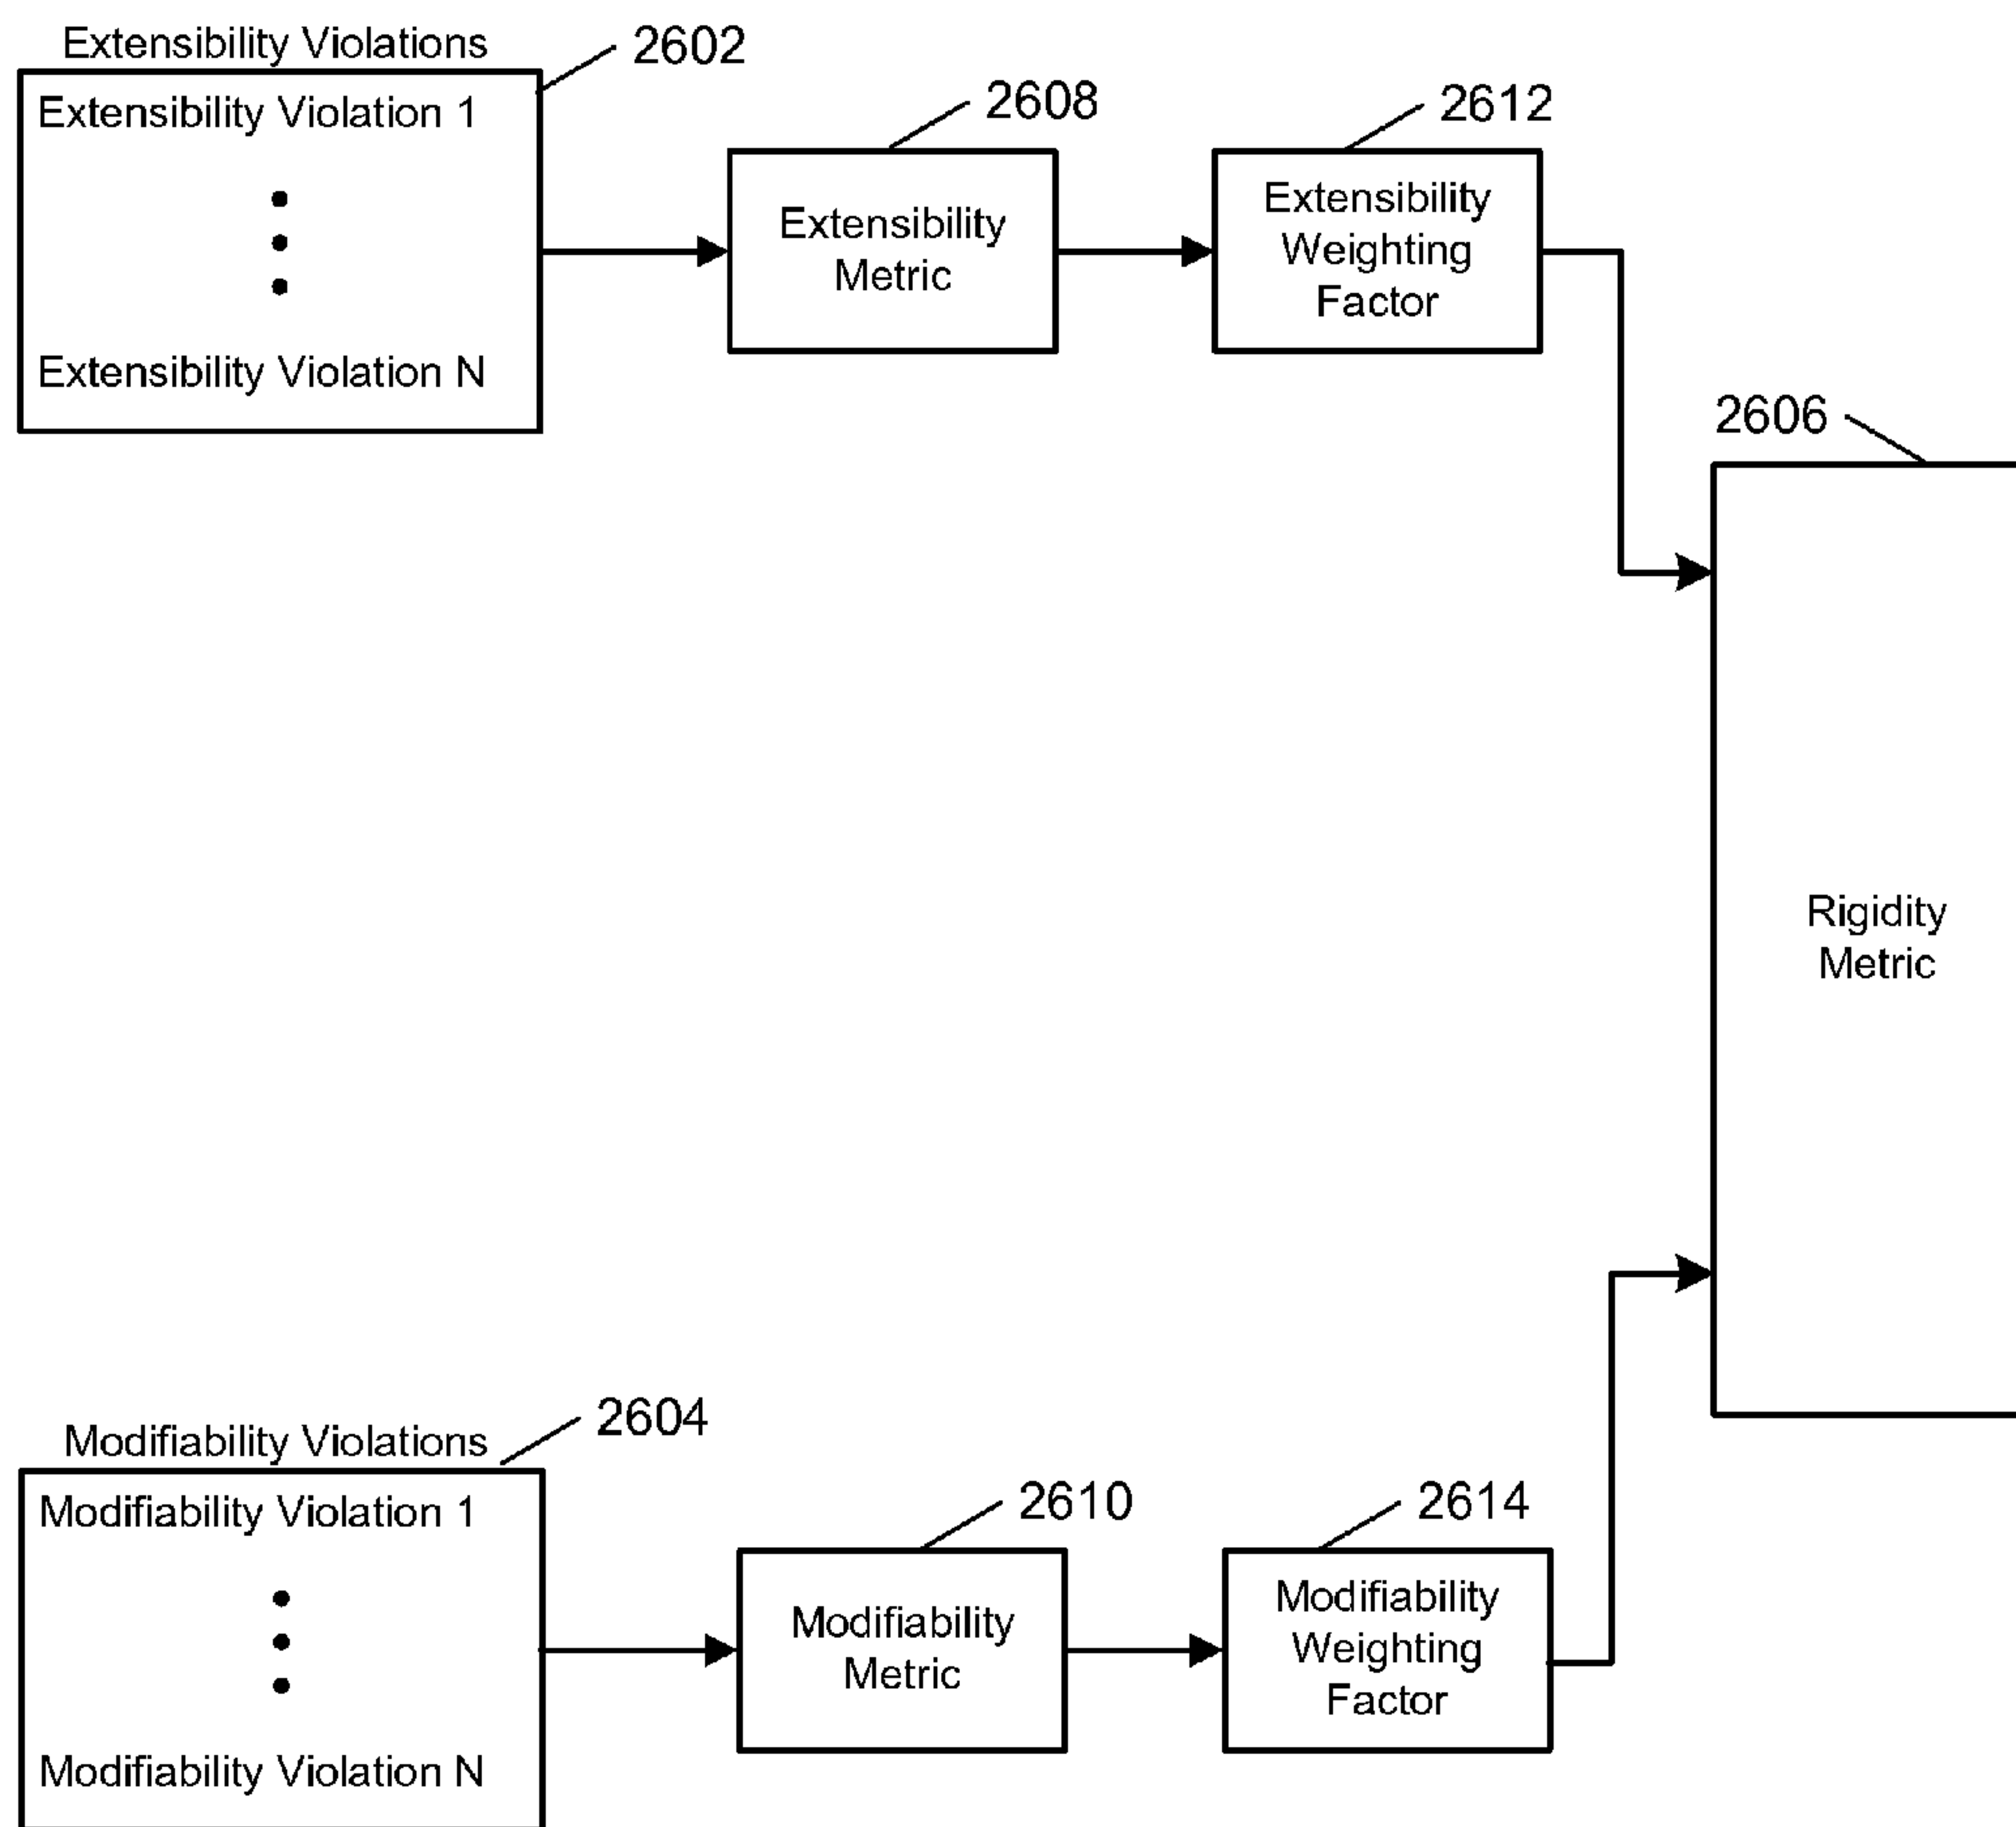 Extensibility Violations
2602
Extensibility Violation 1
Extensibility Violation N
2608
Extensibility
Metric
2612
Extensibility
Weighting
Factor
2606
Rigidity
Metric
Modifiability Violations
2604
Modifiability Violation 1
Modifiability Violation N
2610
Modifiability
Metric
2614
Modifiability
Weighting
Factor